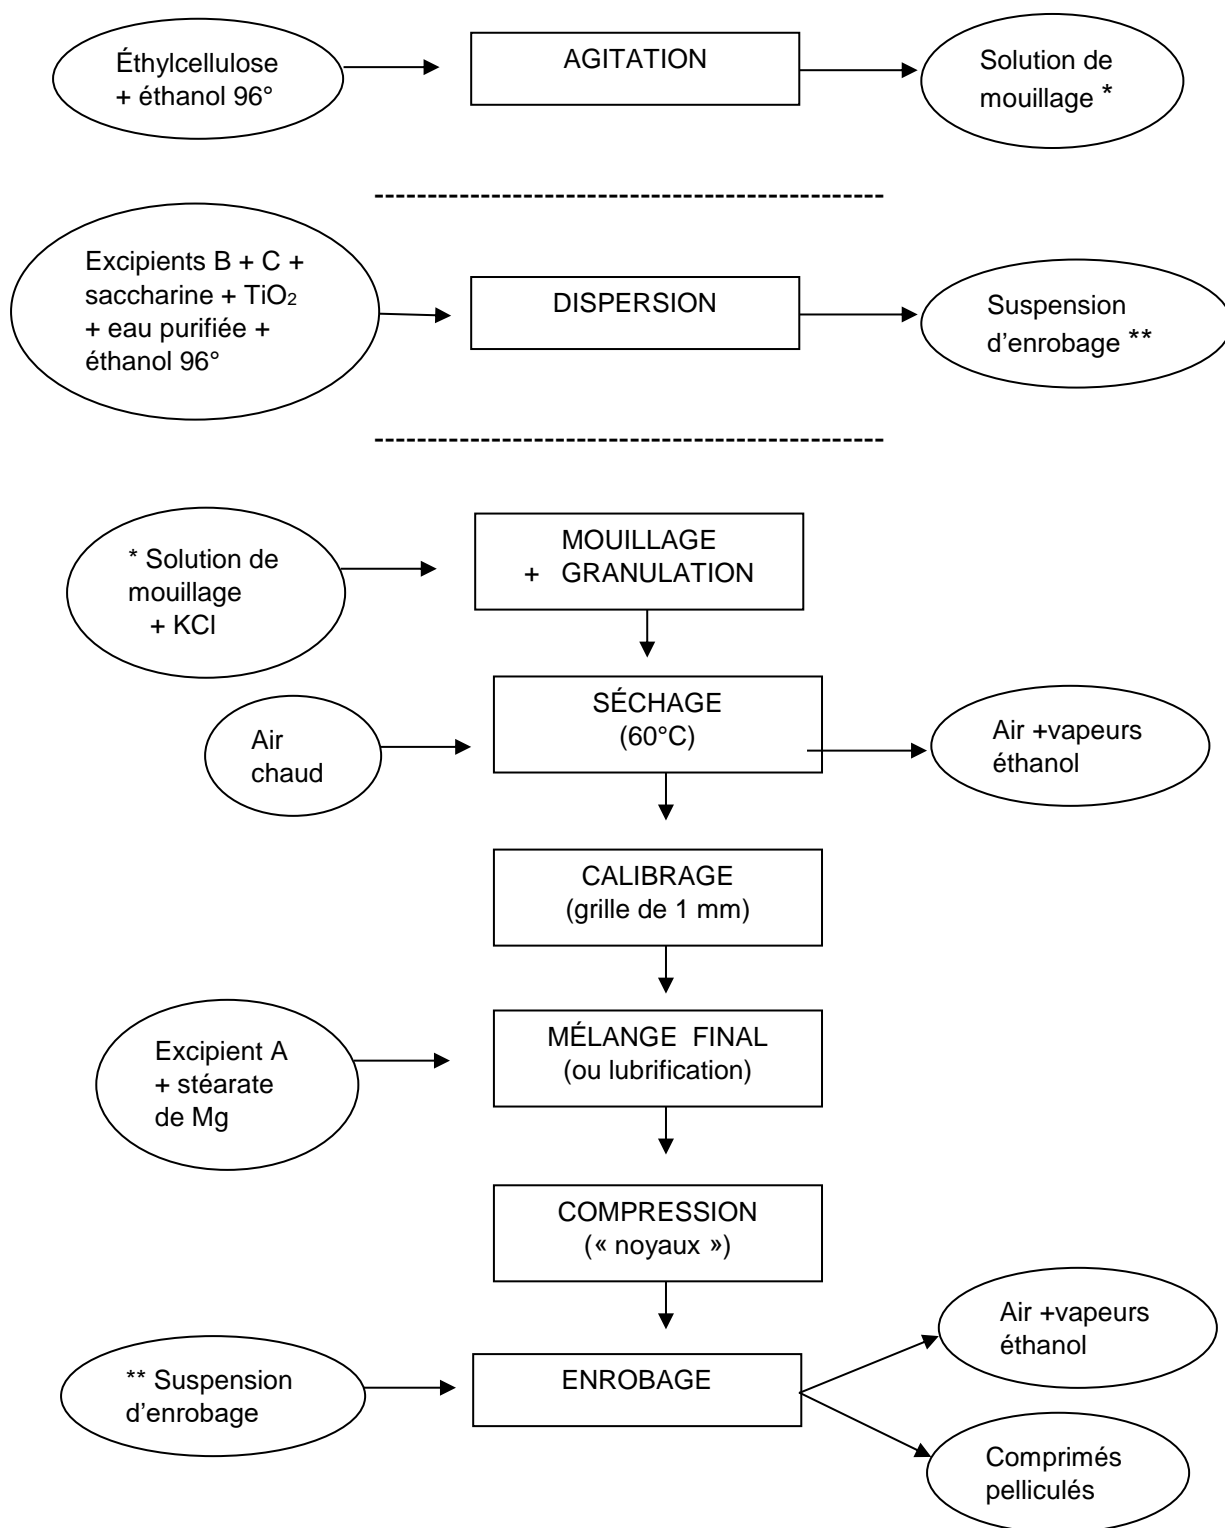 Éthylcellulose
+ éthanol 96°
AGITATION
Solution de
mouillage *
Excipients B + C +
saccharine + TiO2
+ eau purifiée +
éthanol 96°
DISPERSION
Suspension
d'enrobage **
* Solution de
mouillage
+ KCl
MOUILLAGE
+ GRANULATION
SÉCHAGE
(60°C)
Air
chaud
Air +vapeurs
éthanol
CALIBRAGE
(grille de 1 mm)
Excipient A
+ stéarate
de Mg
MÉLANGE FINAL
(ou lubrification)
COMPRESSION
(« noyaux »)
** Suspension
d'enrobage
ENROBAGE
Air +vapeurs
éthanol
Comprimés
pelliculés